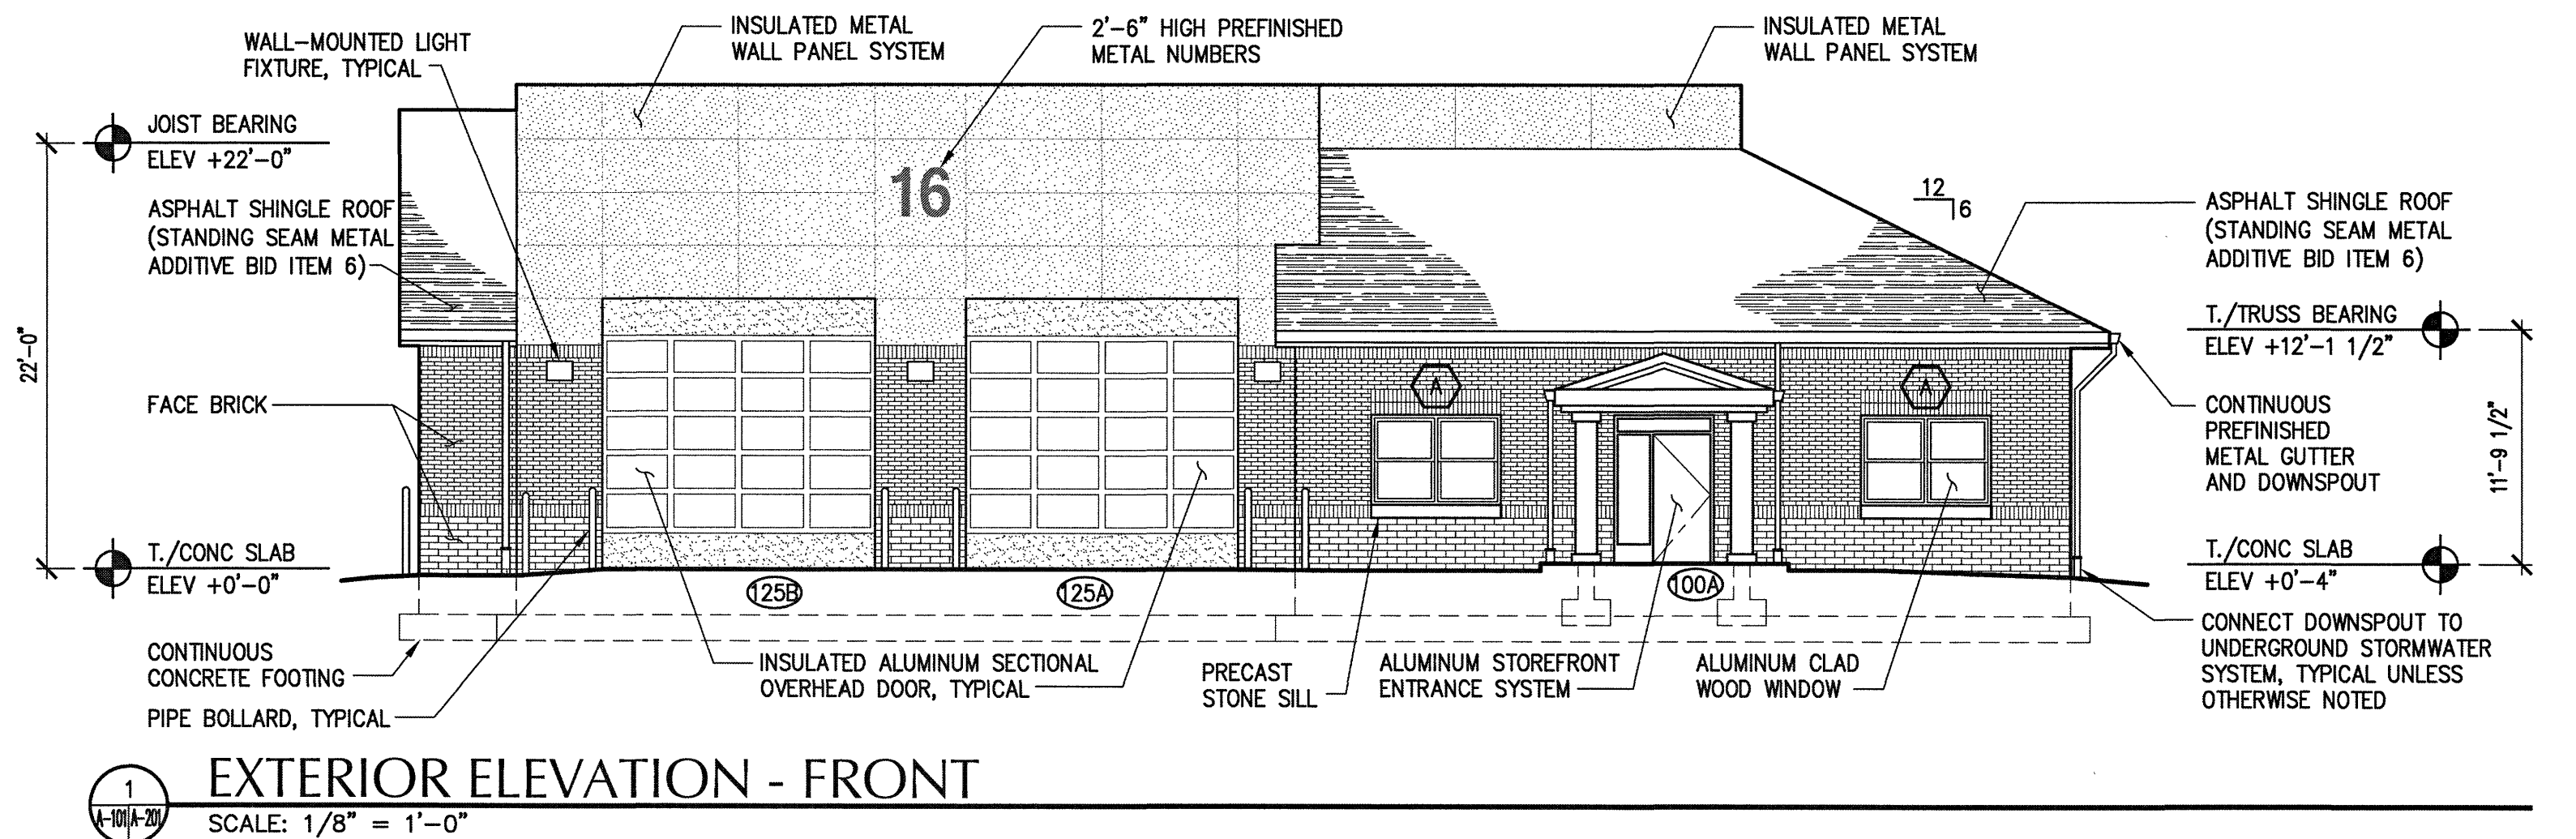 WALL-MOUNTED LIGHT
FIXTURE, TYPICAL
INSULATED METAL
WALL PANEL SYSTEM
2'-6" HIGH PREFINISHED
METAL NUMBERS
INSULATED METAL
WALL PANEL SYSTEM
JOIST BEARING
ELEV +22'-0"
ASPHALT SHINGLE ROOF
(STANDING SEAM METAL
ADDITIVE BID ITEM 6)
22'-0"
FACE BRICK
T./CONC SLAB
ELEV +0'-0"
16
12
6
ASPHALT SHINGLE ROOF
(STANDING SEAM METAL
ADDITIVE BID ITEM 6)
T./TRUSS BEARING
ELEV +12'-1 1/2"
A
A
CONTINUOUS
PREFINISHED
METAL GUTTER
AND DOWNSPOUT
11'-9 1/2"
T./CONC SLAB
ELEV +0'-4"
125B
125A
100A
CONTINUOUS
CONCRETE FOOTING
PIPE BOLLARD, TYPICAL
INSULATED ALUMINUM SECTIONAL
OVERHEAD DOOR, TYPICAL
PRECAST
STONE SILL
ALUMINUM STOREFRONT
ENTRANCE SYSTEM
ALUMINUM CLAD
WOOD WINDOW
CONNECT DOWNSPOUT TO
UNDERGROUND STORMWATER
SYSTEM, TYPICAL UNLESS
OTHERWISE NOTED
1
A-101 A-201
EXTERIOR ELEVATION - FRONT
SCALE: 1/8" = 1'-0"